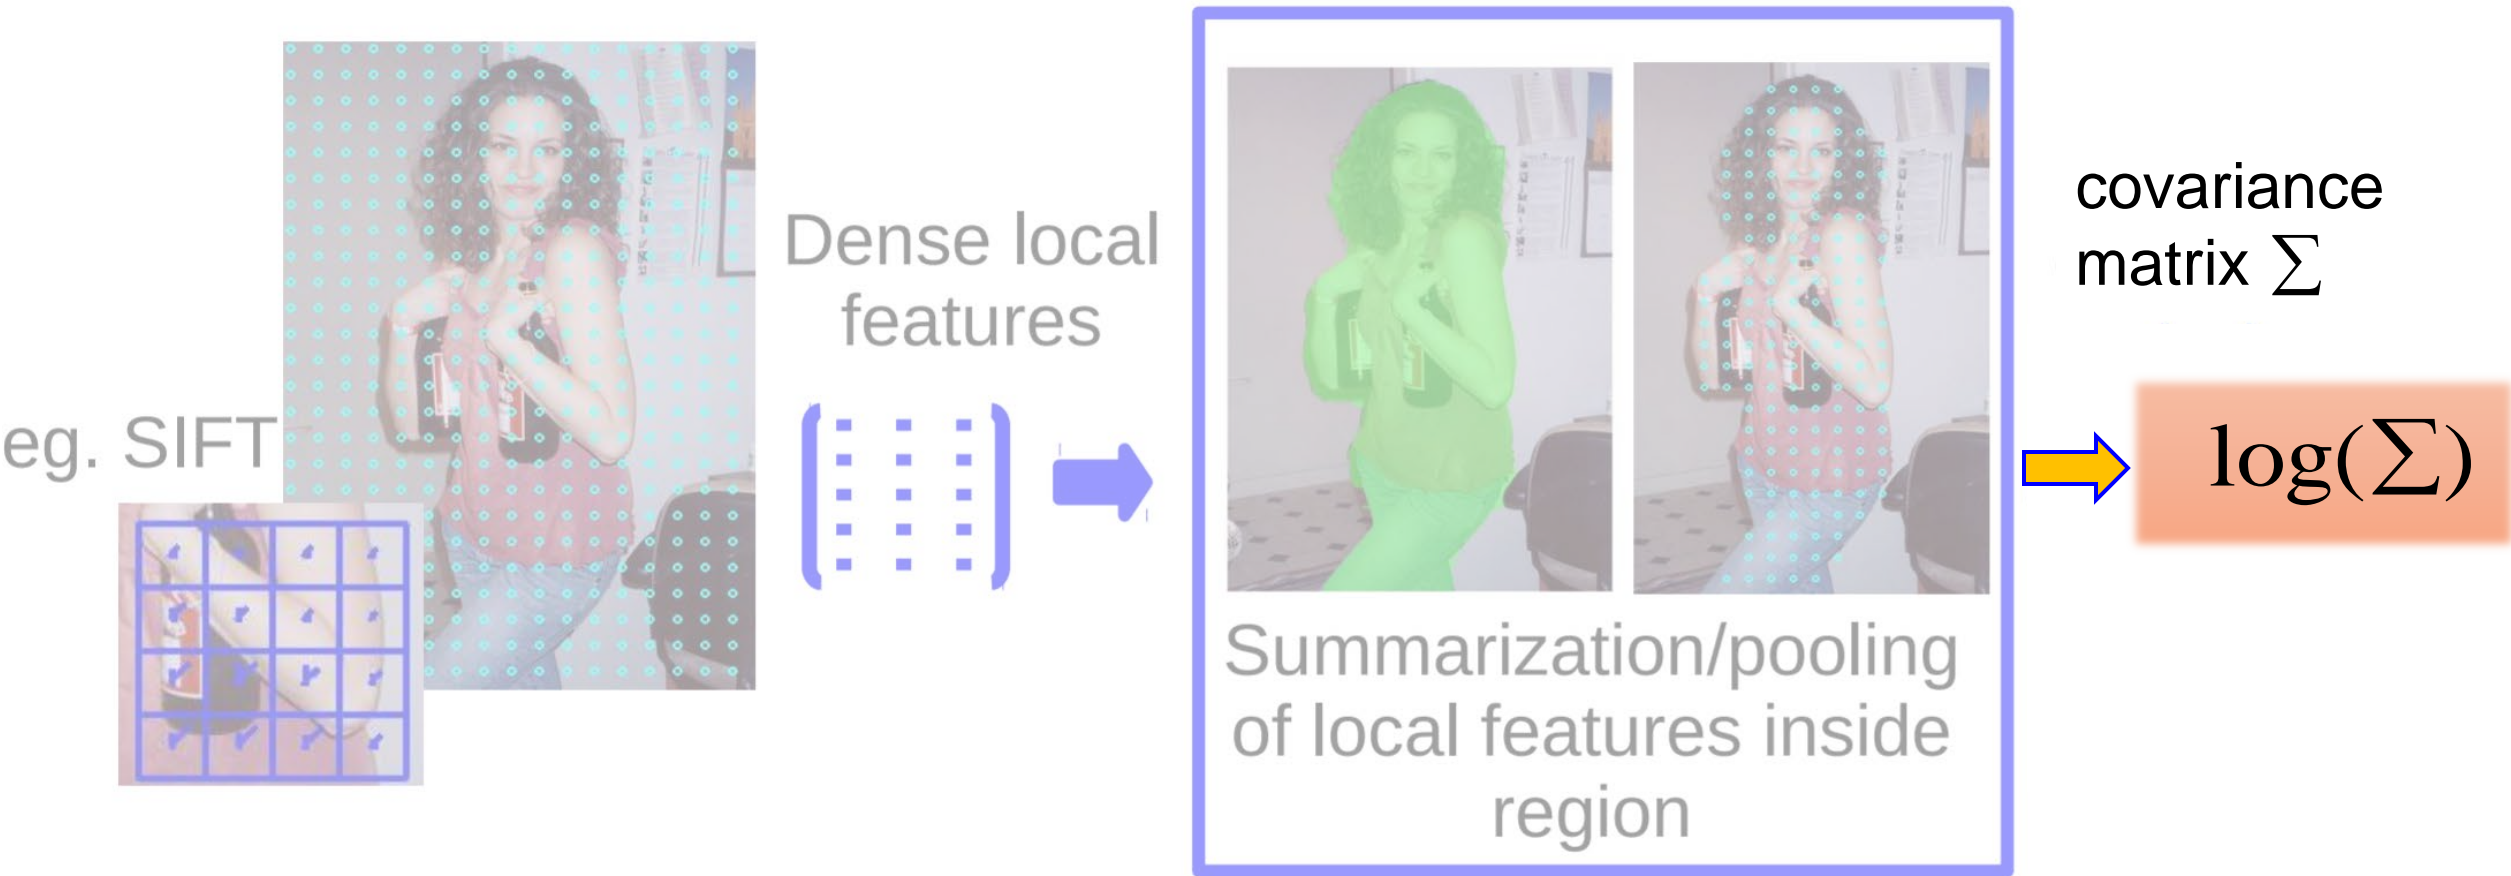 eg. SIFT
Dense local
features
Summarization/pooling
of local features inside
region
covariance
matrix ∑
log(∑)